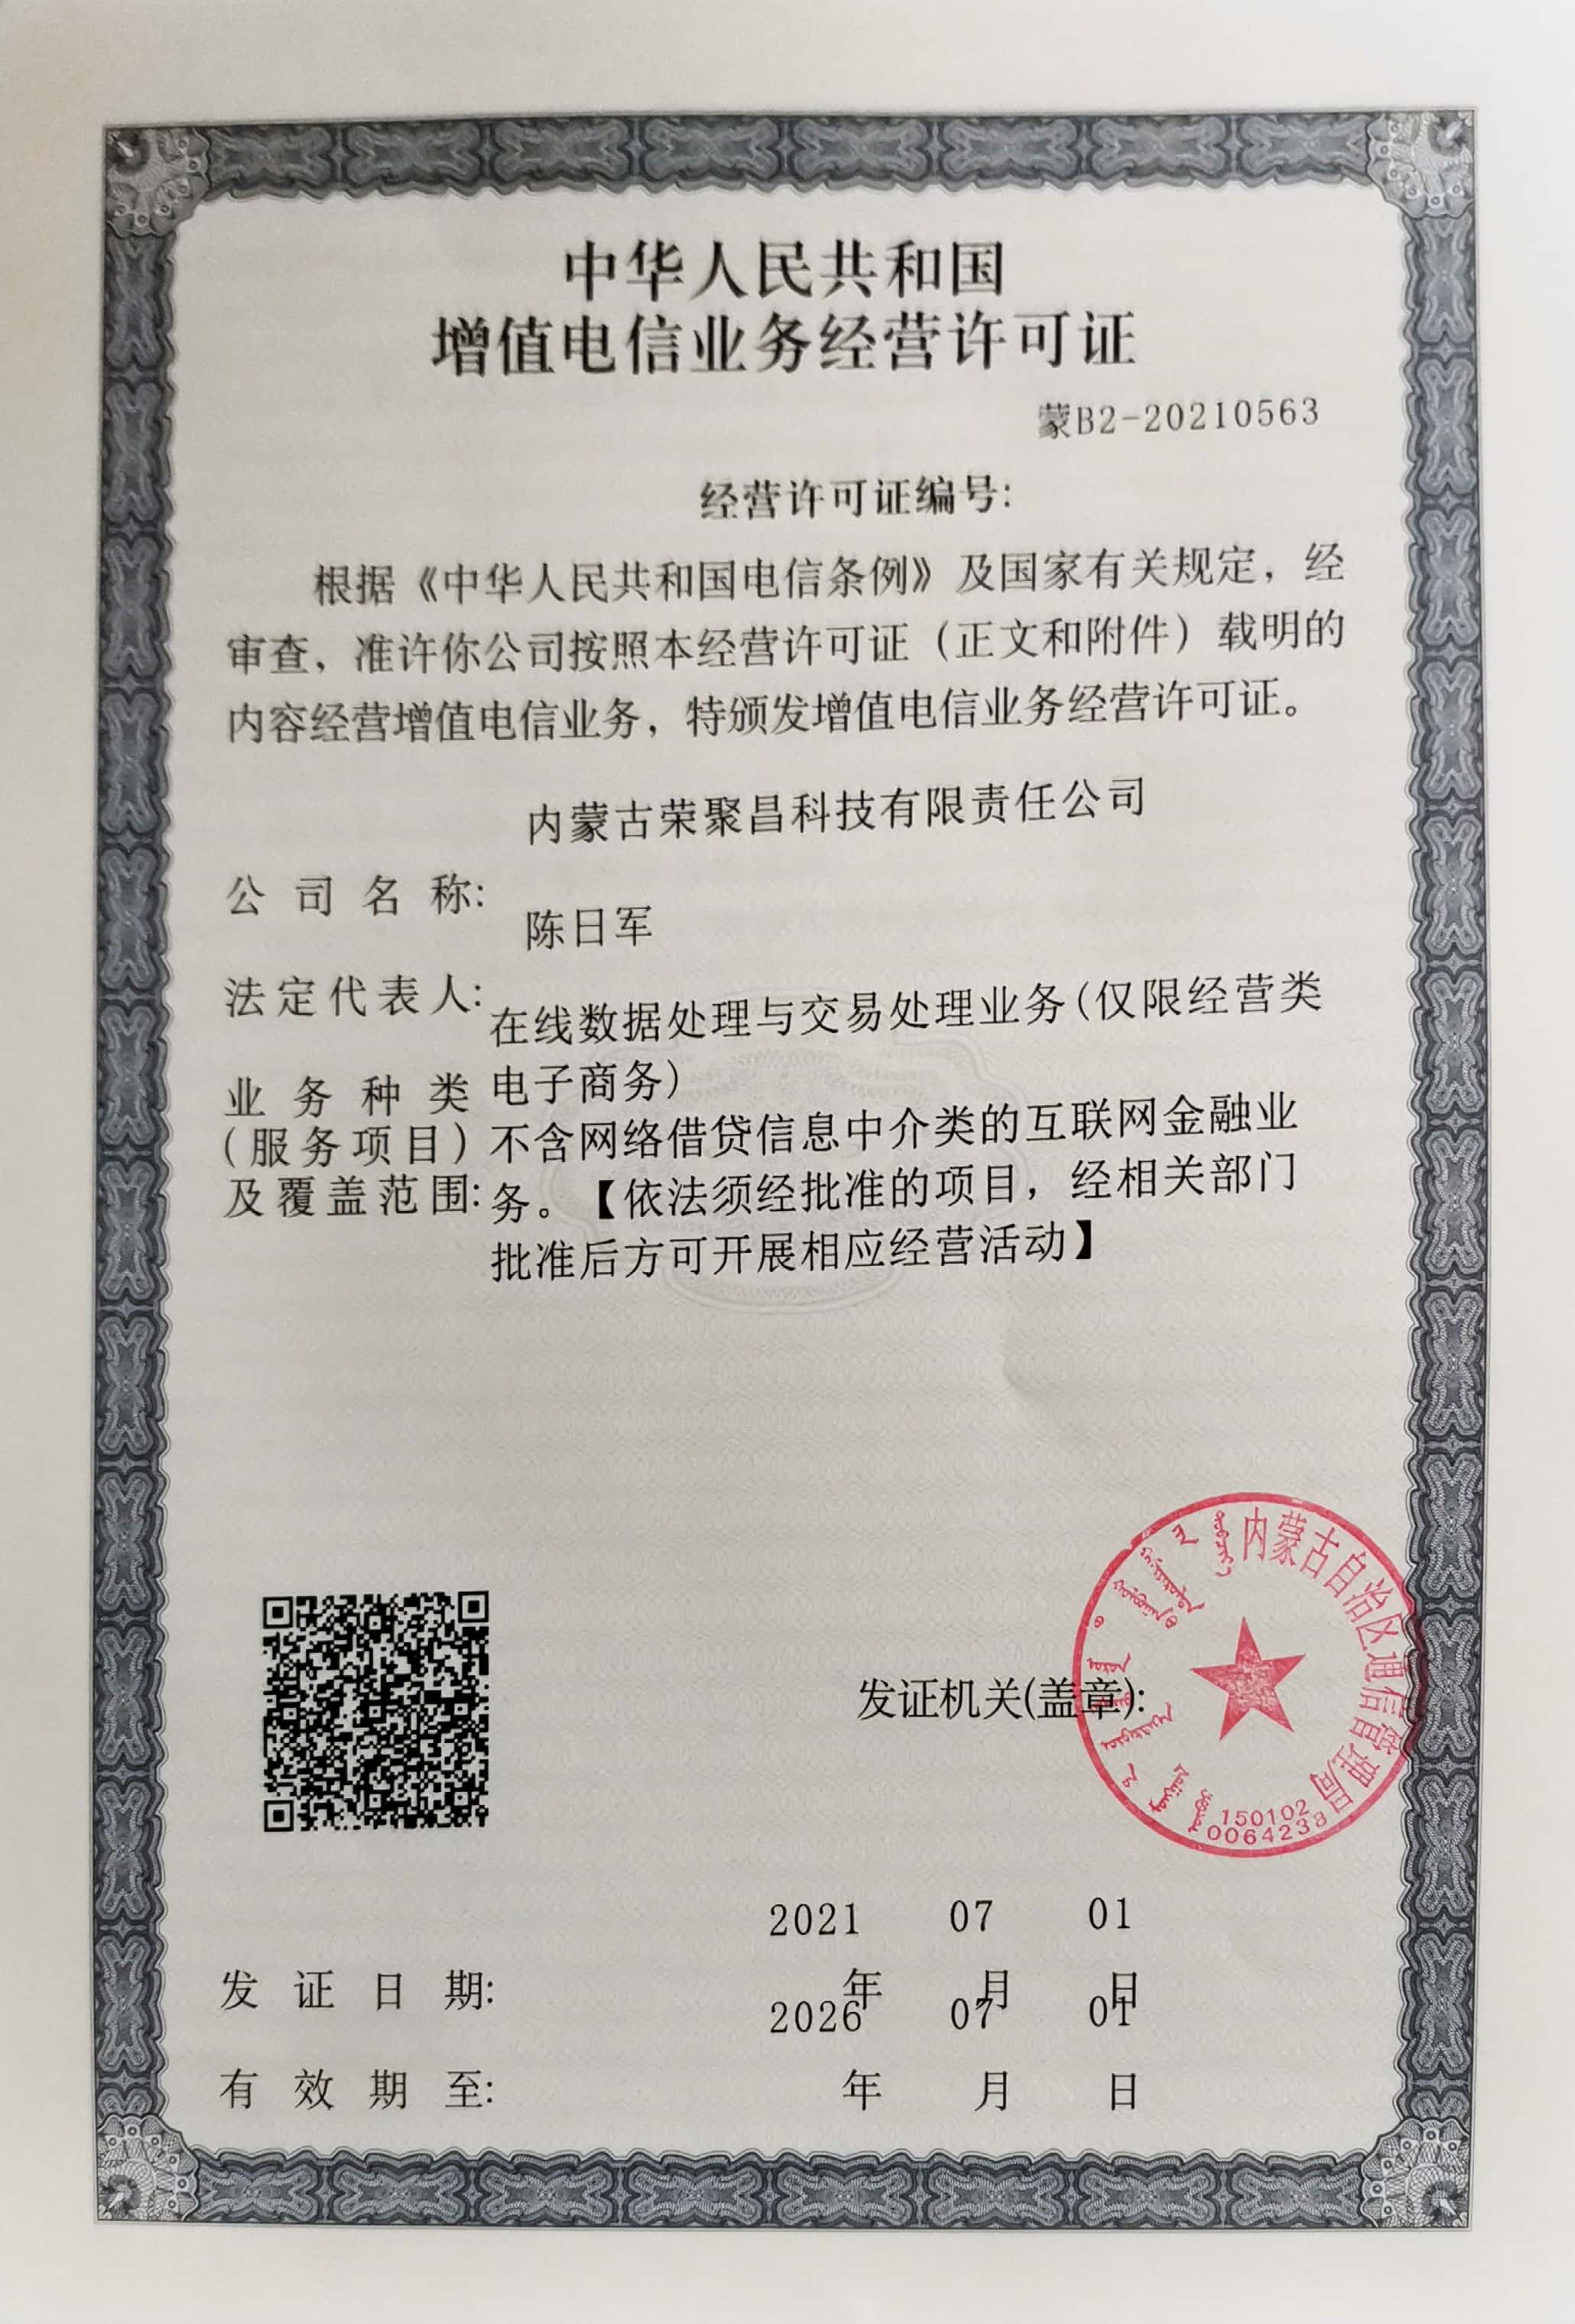 中华人民共和国
增值电信业务经营许可证
蒙B2-20210563
经营许可证编号:
根据《中华人民共和国电信条例》及国家有关规定，经
审查，准许你公司按照本经营许可证（正文和附件）载明的
内容经营增值电信业务，特颁发增值电信业务经营许可证。
内蒙古荣聚昌科技有限责任公司
公司名称:
陈日军
法定代表人:
在线数据处理与交易处理业务(仅限经营类
电子商务)
业务种类
(服务项目)
及覆盖范围:
不含网络借贷信息中介类的互联网金融业
务。【依法须经批准的项目，经相关部门
批准后方可开展相应经营活动】
内蒙古自治区通信管理局
发证机关(盖章):
150102
0064238
2021 07 01
发证日期: 年 月 日
2026 07 01
有效期至: 年 月 日